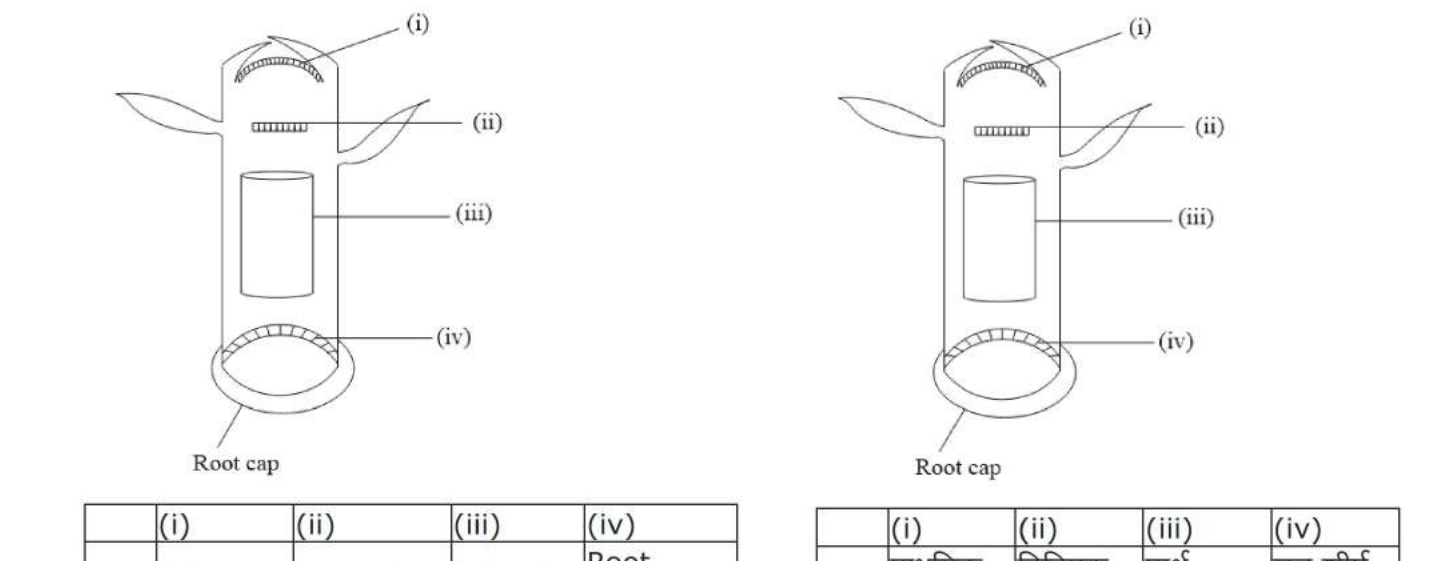 (i)
(ii)
(iii)
(iv)
Root cap
(i) (ii) (iii) (iv)
Root
(i)
(ii)
(iii)
(iv)
Root cap
(i) (ii) (iii) (iv)